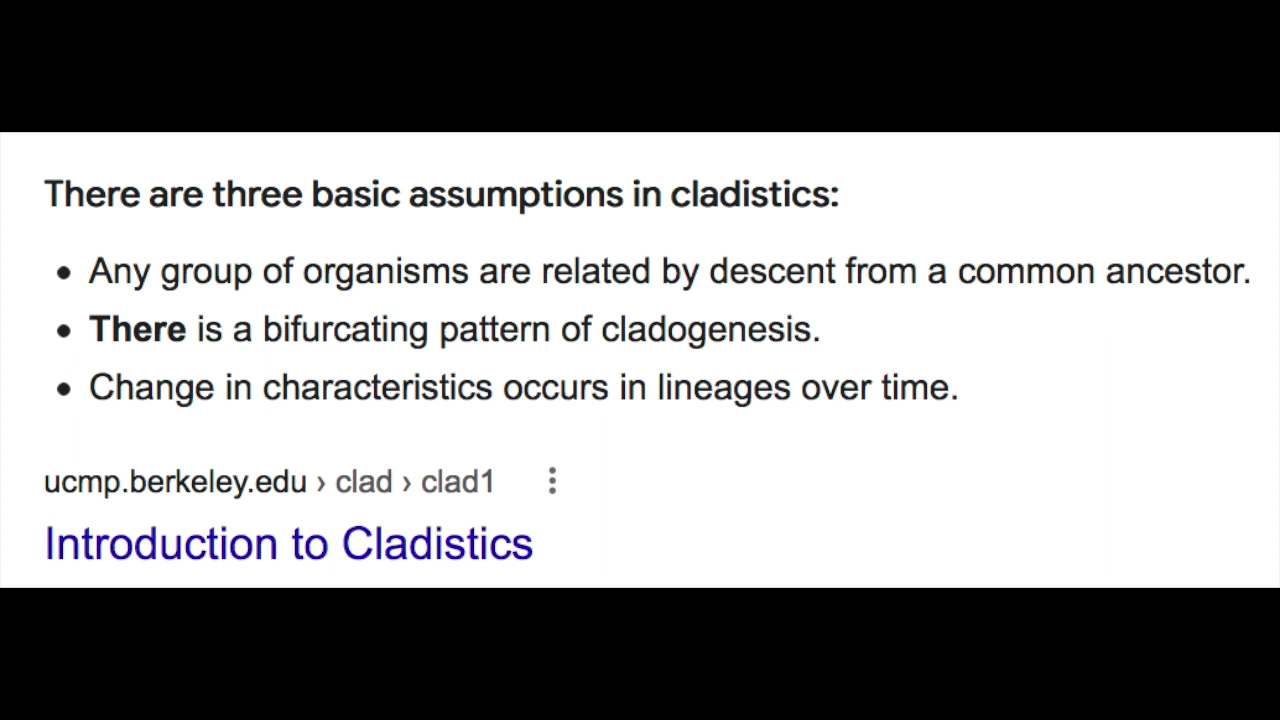 There are three basic assumptions in cladistics:
• Any group of organisms are related by descent from a common ancestor.
• There is a bifurcating pattern of cladogenesis.
• Change in characteristics occurs in lineages over time.
ucmp.berkeley.edu › clad › clad1
Introduction to Cladistics